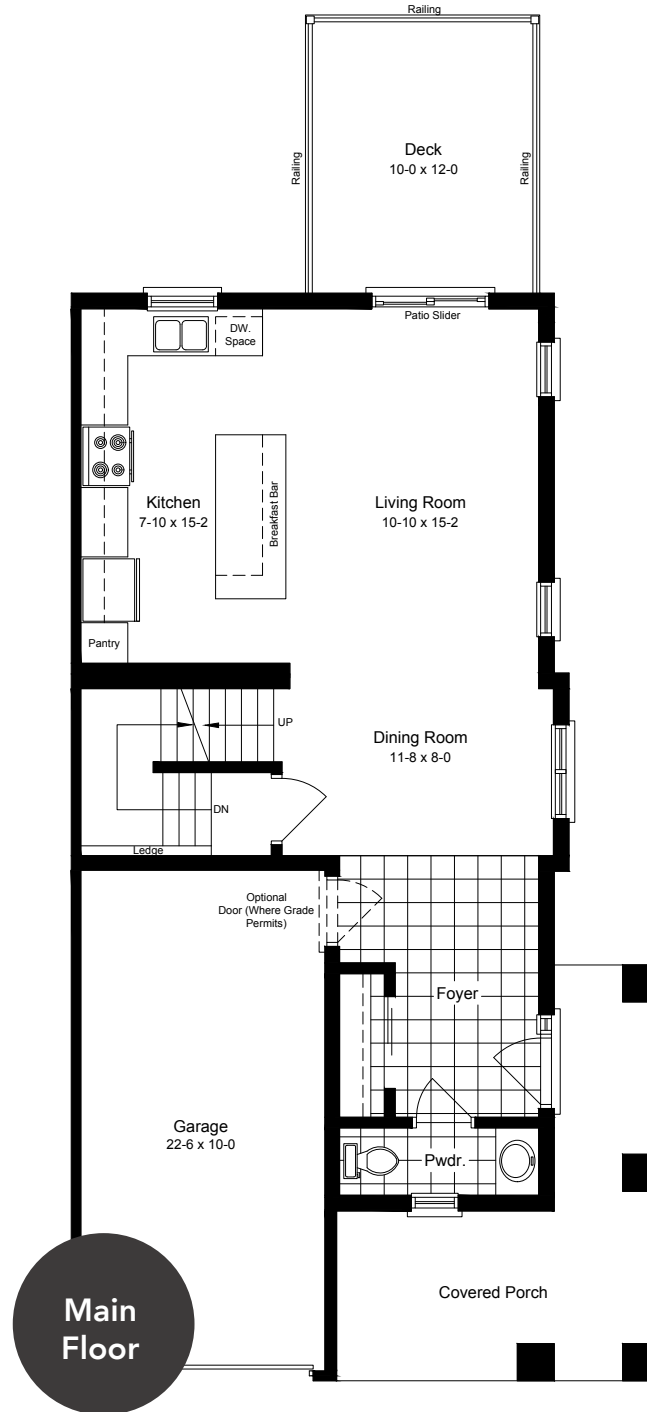 Railing
Railing
Railing
Deck
10-0 x 12-0
Patio Slider
DW.
Space
Kitchen
7-10 x 15-2
Breakfast Bar
Living Room
10-10 x 15-2
Pantry
UP
Dining Room
11-8 x 8-0
DN
Ledge
Optional
Door (Where Grade
Permits)
Foyer
Garage
22-6 x 10-0
Pwdr.
Covered Porch
Main
Floor